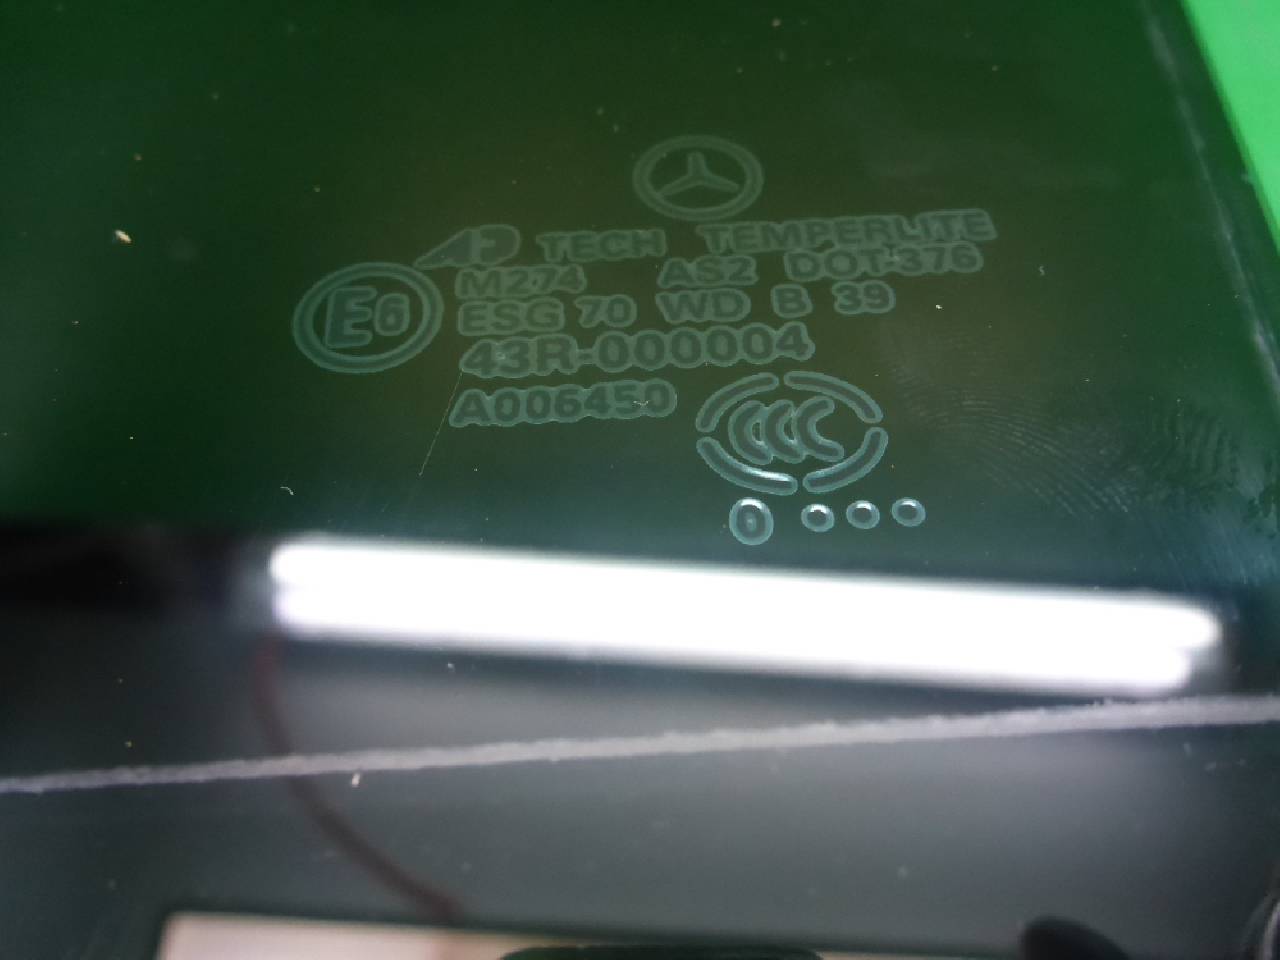 AP TECH TEMPERLITE
M274 AS2 DOT-376
E6
ESG 70 WD B 39
43R-000004
A006450
CCC
0 ...